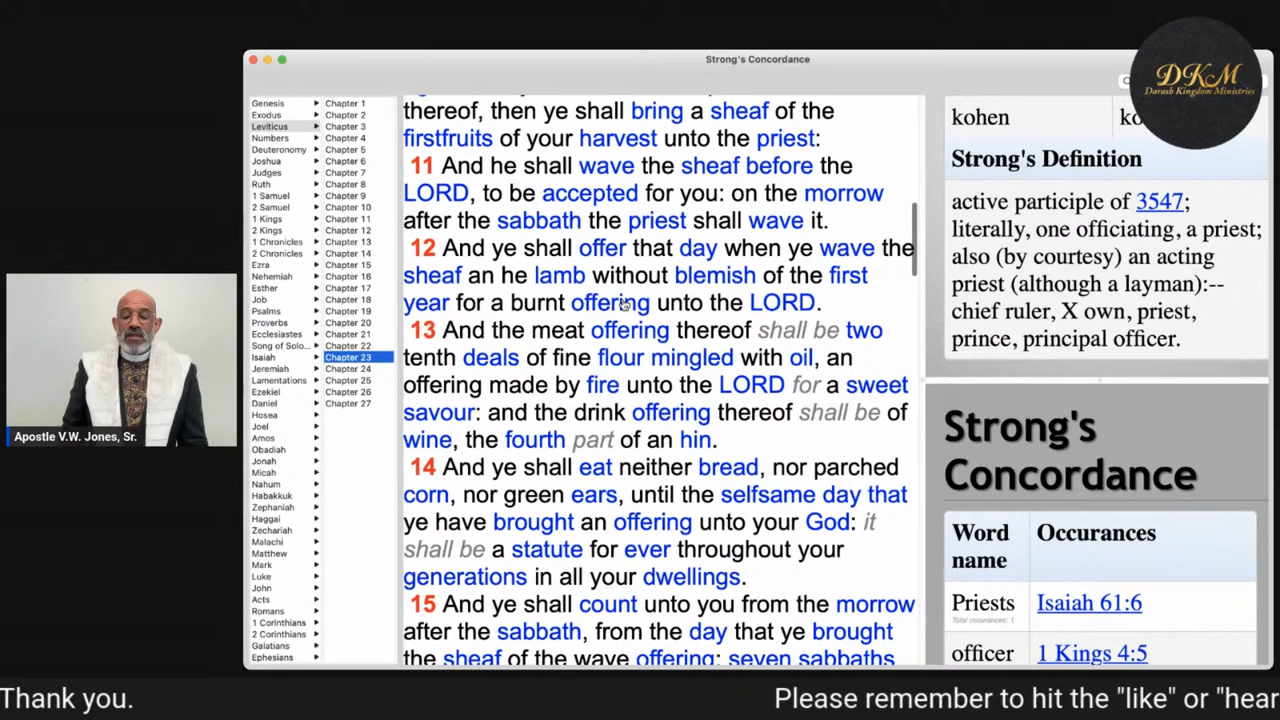 Strong's Concordance
DKM
Darash Kingdom Ministries
Genesis
Exodus
Leviticus
Numbers
Deuteronomy
Joshua
Judges
Ruth
1 Samuel
2 Samuel
1 Kings
2 Kings
1 Chronicles
2 Chronicles
Ezra
Nehemiah
Esther
Job
Psalms
Proverbs
Ecclesiastes
Song of Solo...
Isaiah
Jeremiah
Lamentations
Ezekiel
Daniel
Hosea
Joel
Amos
Obadiah
Jonah
Micah
Nahum
Habakkuk
Zephaniah
Haggai
Zechariah
Malachi
Matthew
Mark
Luke
John
Acts
Romans
1 Corinthians
2 Corinthians
Galatians
Ephesians
Chapter 1
Chapter 2
Chapter 3
Chapter 4
Chapter 5
Chapter 6
Chapter 7
Chapter 8
Chapter 9
Chapter 10
Chapter 11
Chapter 12
Chapter 13
Chapter 14
Chapter 15
Chapter 16
Chapter 17
Chapter 18
Chapter 19
Chapter 20
Chapter 21
Chapter 22
Chapter 23
Chapter 24
Chapter 25
Chapter 26
Chapter 27
thereof, then ye shall bring a sheaf of the
firstfruits of your harvest unto the priest:
11 And he shall wave the sheaf before the
LORD, to be accepted for you: on the morrow
after the sabbath the priest shall wave it.
12 And ye shall offer that day when ye wave the
sheaf an he lamb without blemish of the first
year for a burnt offering unto the LORD.
13 And the meat offering thereof shall be two
tenth deals of fine flour mingled with oil, an
offering made by fire unto the LORD for a sweet
savour: and the drink offering thereof shall be of
wine, the fourth part of an hin.
14 And ye shall eat neither bread, nor parched
corn, nor green ears, until the selfsame day that
ye have brought an offering unto your God: it
shall be a statute for ever throughout your
generations in all your dwellings.
15 And ye shall count unto you from the morrow
after the sabbath, from the day that ye brought
the sheaf of the wave offering; seven sabbaths
kohen
Strong's Definition
active participle of 3547;
literally, one officiating, a priest;
also (by courtesy) an acting
priest (although a layman):--
chief ruler, X own, priest,
prince, principal officer.
Strong's
Concordance
Word name Occurances
Priests Isaiah 61:6
Total occurances: 1
officer 1 Kings 4:5
Apostle V.W. Jones, Sr.
Thank you. Please remember to hit the "like" or "hear